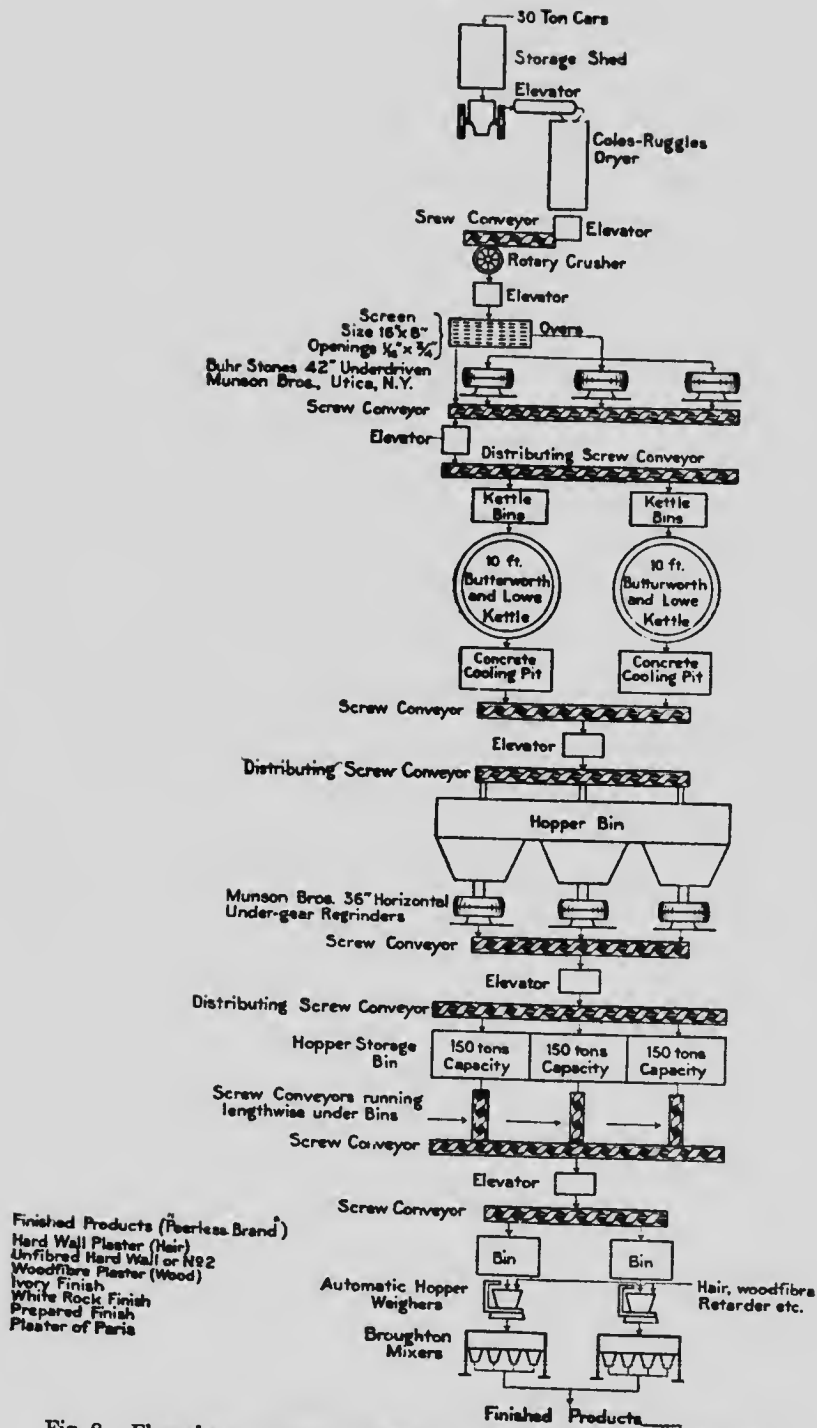 30 Ton Cars
Storage Shed
Elevator
Coles-Ruggles
Dryer
Srew Conveyor
Elevator
Rotary Crusher
Elevator
Screen
Size 16'x 8"
Openings 1/8" x 3/4"
Overs
Buhr Stones 42" Underdriven
Munson Bros., Utica, N.Y.
Screw Conveyor
Elevator
Distributing Screw Conveyor
Kettle
Bins
Kettle
Bins
10 ft.
Butterworth
and Lowe
Kettle
10 ft.
Butturworth
and Lowe
Kettle
Concrete
Cooling Pit
Concrete
Cooling Pit
Screw Conveyor
Elevator
Distributing Screw Conveyor
Hopper Bin
Munson Bros. 36" Horizontal
Under-gear Regrinders
Screw Conveyor
Elevator
Distributing Screw Conveyor
Hopper Storage
Bin
150 tons
Capacity
150 tons
Capacity
150 tons
Capacity
Screw Conveyors running
lengthwise under Bins
Screw Conveyor
Elevator
Screw Conveyor
Finished Products ("Peerless Brand")
Hard Wall Plaster (Hair)
Unfibred Hard Wall or No2
Woodfibre Plaster (Wood)
Ivory Finish
White Rock Finish
Prepared Finish
Plaster of Paris
Bin
Bin
Automatic Hopper
Weighers
Hair, woodfibre
Retarder etc.
Broughton
Mixers
Finished Products